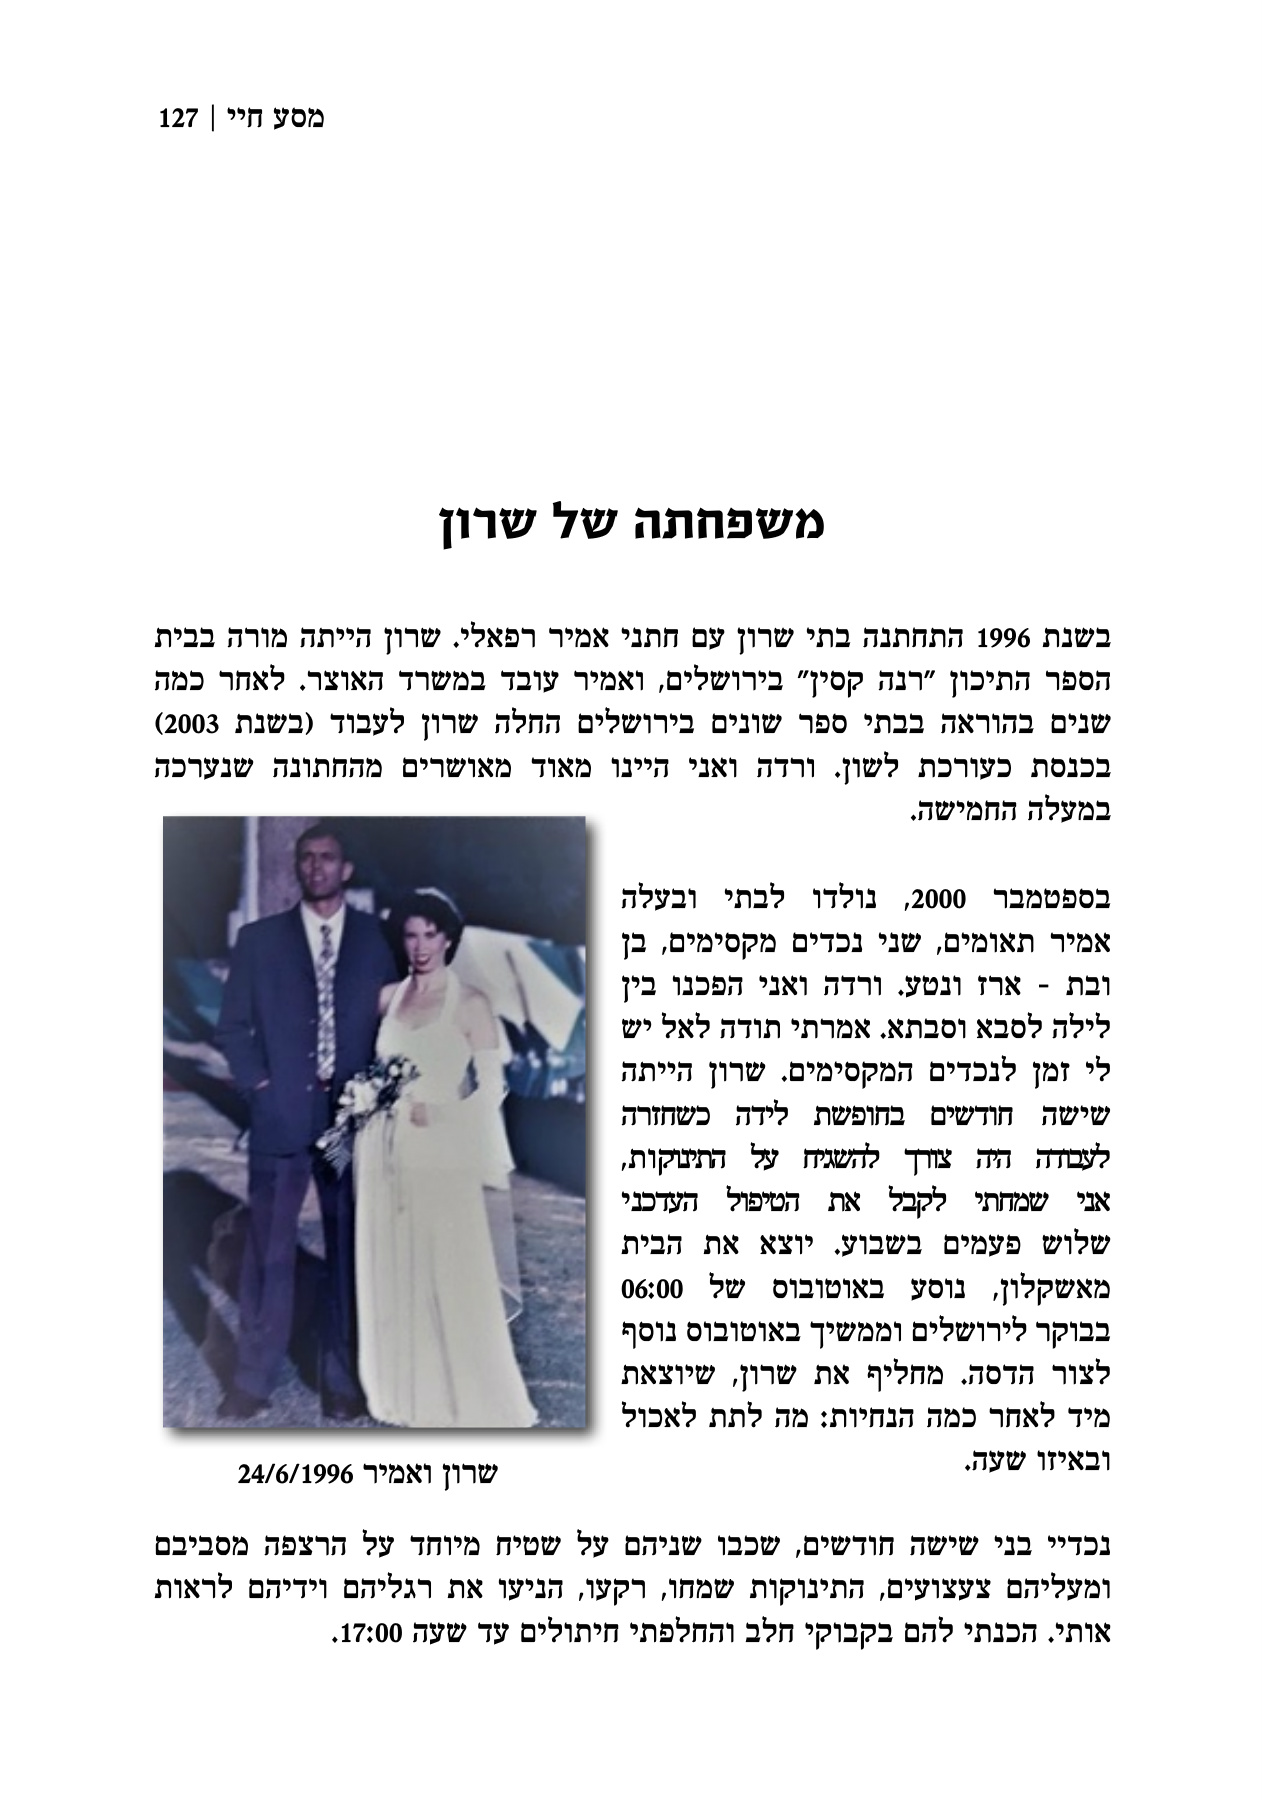 מסע חיי | 127
משפחתה של שרון
בשנת 1996 התחתנה בתי שרון עם חתני אמיר רפאלי. שרון הייתה מורה בבית
הספר התיכון ״רנה קסין״ בירושלים, ואמיר עובד במשרד האוצר. לאחר כמה
שנים בהוראה בבתי ספר שונים בירושלים החלה שרון לעבוד (בשנת 2003)
בכנסת כעורכת לשון. ורדה ואני היינו מאוד מאושרים מהחתונה שנערכה
במעלה החמישה.
בספטמבר 2000, נולדו לבתי ובעלה
אמיר תאומים, שני נכדים מקסימים, בן
ובת - ארז ונטע. ורדה ואני הפכנו בין
לילה לסבא וסבתא. אמרתי תודה לאל יש
לי זמן לנכדים המקסימים. שרון הייתה
שישה חודשים בחופשת לידה כשחזרה
לעבודה היה צורך להשגיח על התינוקות,
אני שמחתי לקבל את הטיפול העדכני
שלוש פעמים בשבוע. יוצא את הבית
מאשקלון, נוסע באוטובוס של 06:00
בבוקר לירושלים וממשיך באוטובוס נוסף
לצור הדסה. מחליף את שרון, שיוצאת
מיד לאחר כמה הנחיות: מה לתת לאכול
ובאיזו שעה.
שרון ואמיר 24/6/1996
נכדיי בני שישה חודשים, שכבו שניהם על שטיח מיוחד על הרצפה מסביבם
ומעליהם צעצועים, התינוקות שמחו, רקעו, הניעו את רגליהם וידיהם לראות
אותי. הכנתי להם בקבוקי חלב והחלפתי חיתולים עד שעה 17:00.